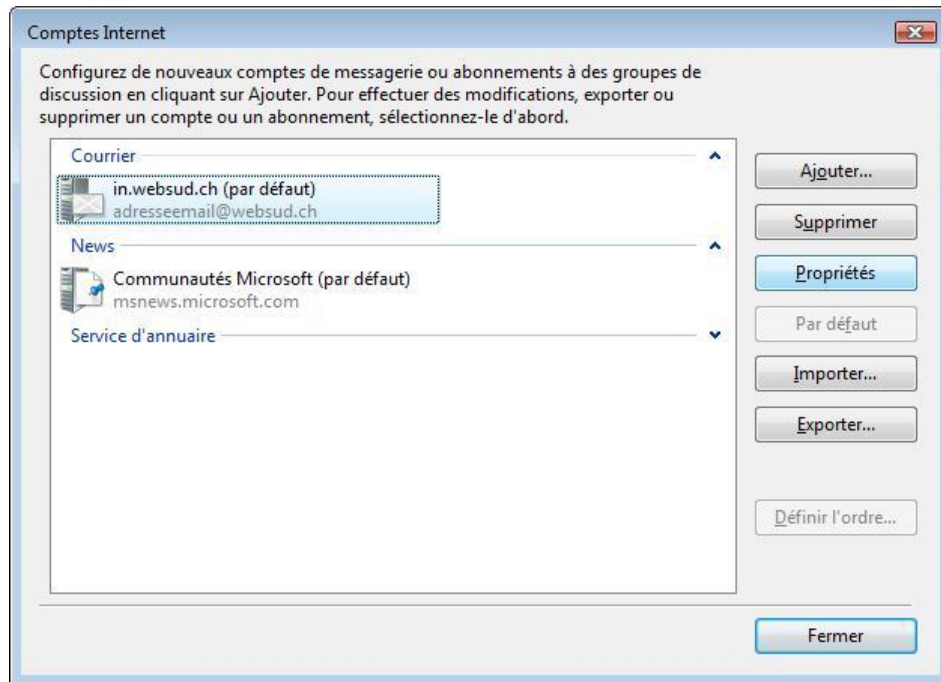 Comptes Internet
Configurez de nouveaux comptes de messagerie ou abonnements à des groupes de
discussion en cliquant sur Ajouter. Pour effectuer des modifications, exporter ou
supprimer un compte ou un abonnement, sélectionnez-le d'abord.
Courrier
in.websud.ch (par défaut)
adresseemail@websud.ch
News
Communautés Microsoft (par défaut)
msnews.microsoft.com
Service d'annuaire
Ajouter...
Supprimer
Propriétés
Par défaut
Importer...
Exporter...
Définir l'ordre...
Fermer